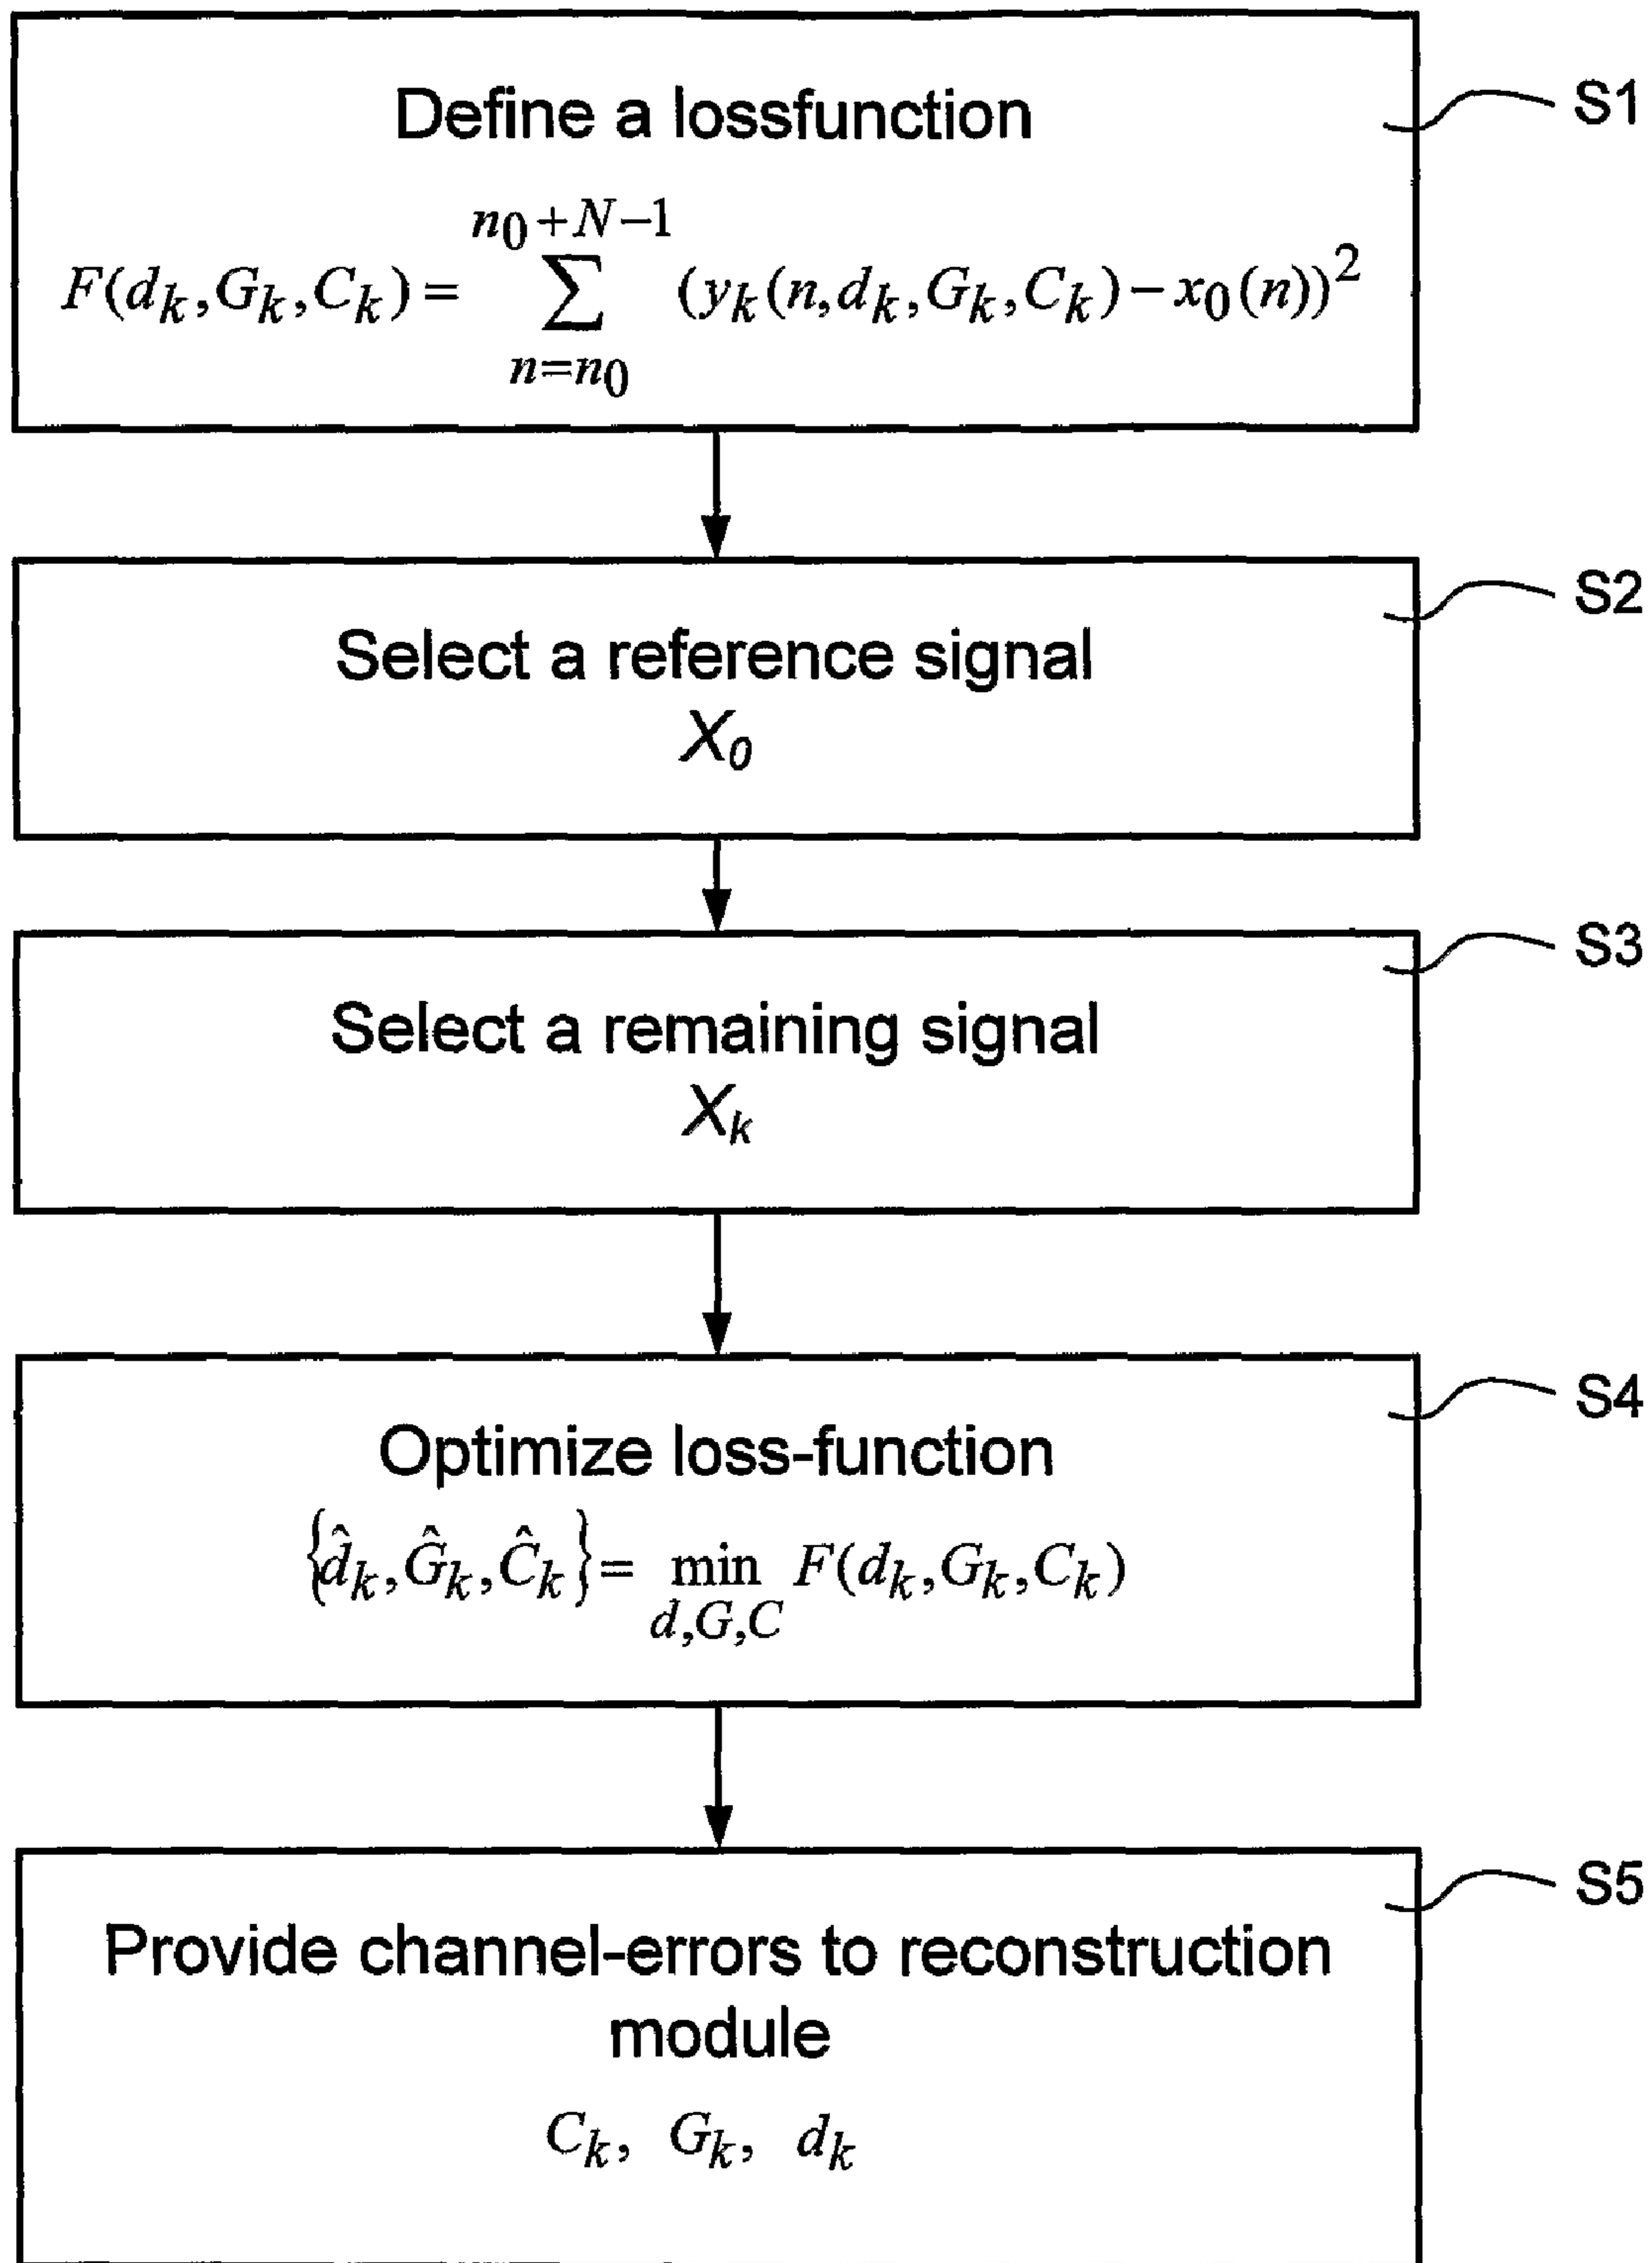 Define a lossfunction
S1
n₀+N−1
F(dₖ,Gₖ,Cₖ)= ∑ (yₖ(n,dₖ,Gₖ,Cₖ)−x₀(n))²
n=n₀
S2
Select a reference signal
X₀
S3
Select a remaining signal
Xₖ
S4
Optimize loss-function
{d̂ₖ,Ĝₖ,Ĉₖ}= min F(dₖ,Gₖ,Cₖ)
d,G,C
S5
Provide channel-errors to reconstruction
module
Cₖ, Gₖ, dₖ